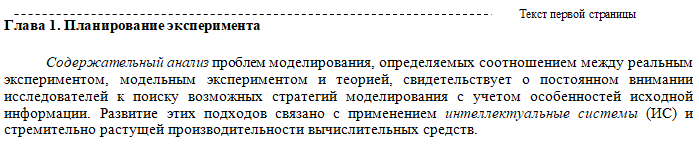 Текст первой страницы
Глава 1. Планирование эксперимента
Содержательный анализ проблем моделирования, определяемых соотношением между реальным
экспериментом, модельным экспериментом и теорией, свидетельствует о постоянном внимании
исследователей к поиску возможных стратегий моделирования с учетом особенностей исходной
информации. Развитие этих подходов связано с применением интеллектуальные системы (ИС) и
стремительно растущей производительности вычислительных средств.